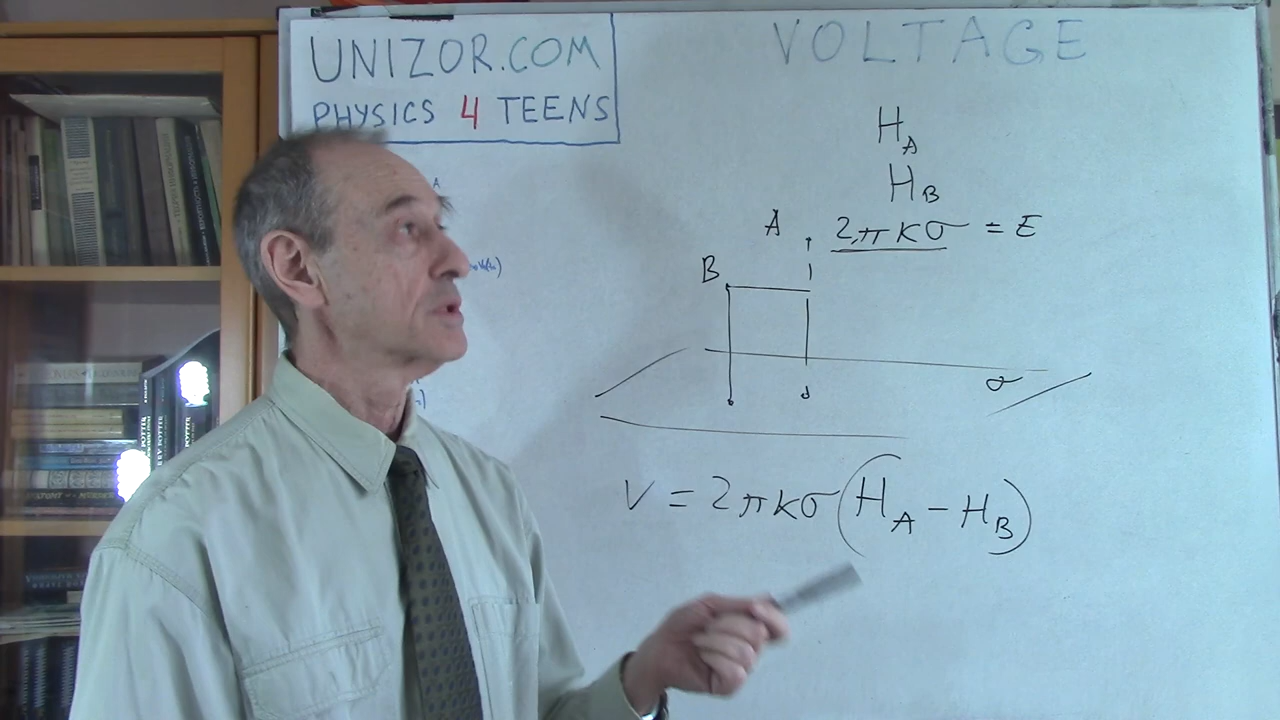 UNIZOR.COM
PHYSICS 4 TEENS
VOLTAGE
H_A
H_B
A 2πkσ = E
B
σ
V = 2πkσ(H_A - H_B)